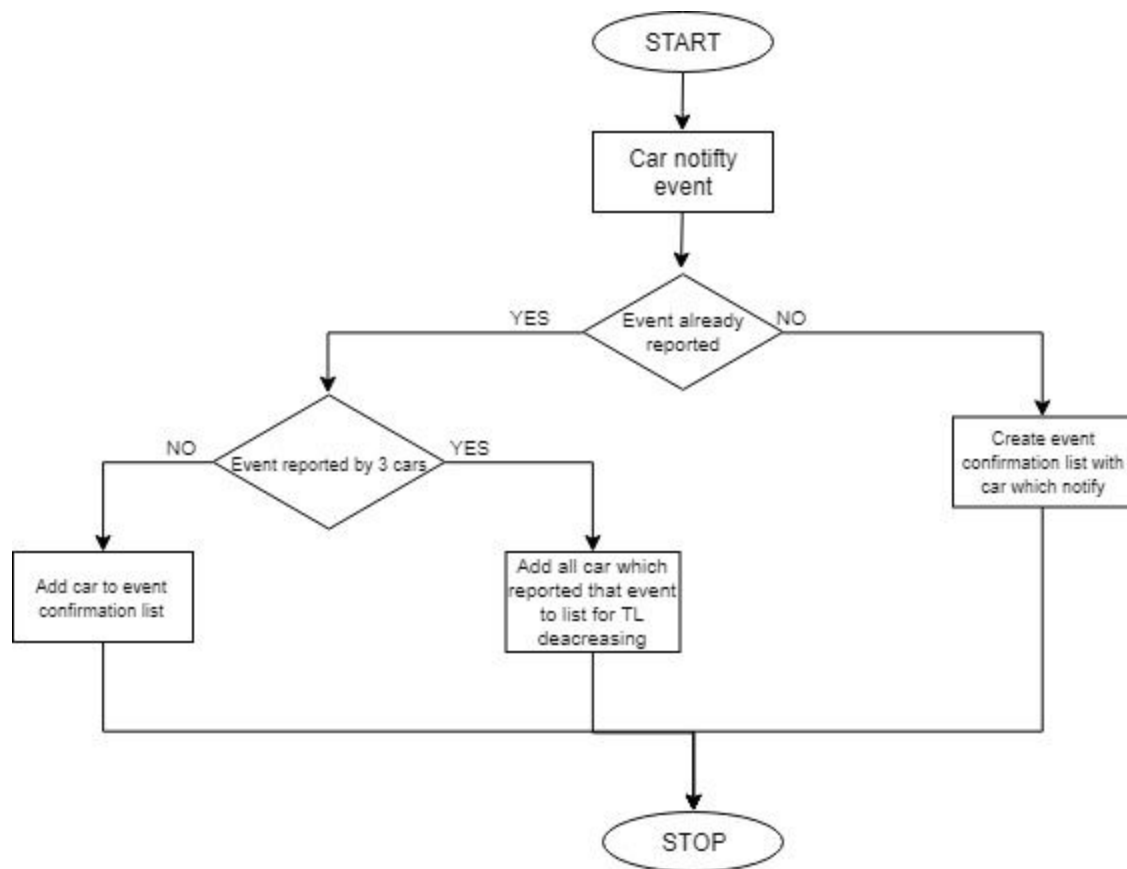 START
Car notifty
event
YES
Event already
reported
NO
NO
Event reported by 3 cars
YES
Create event
confirmation list with
car which notify
Add car to event
confirmation list
Add all car which
reported that event
to list for TL
deacreasing
STOP